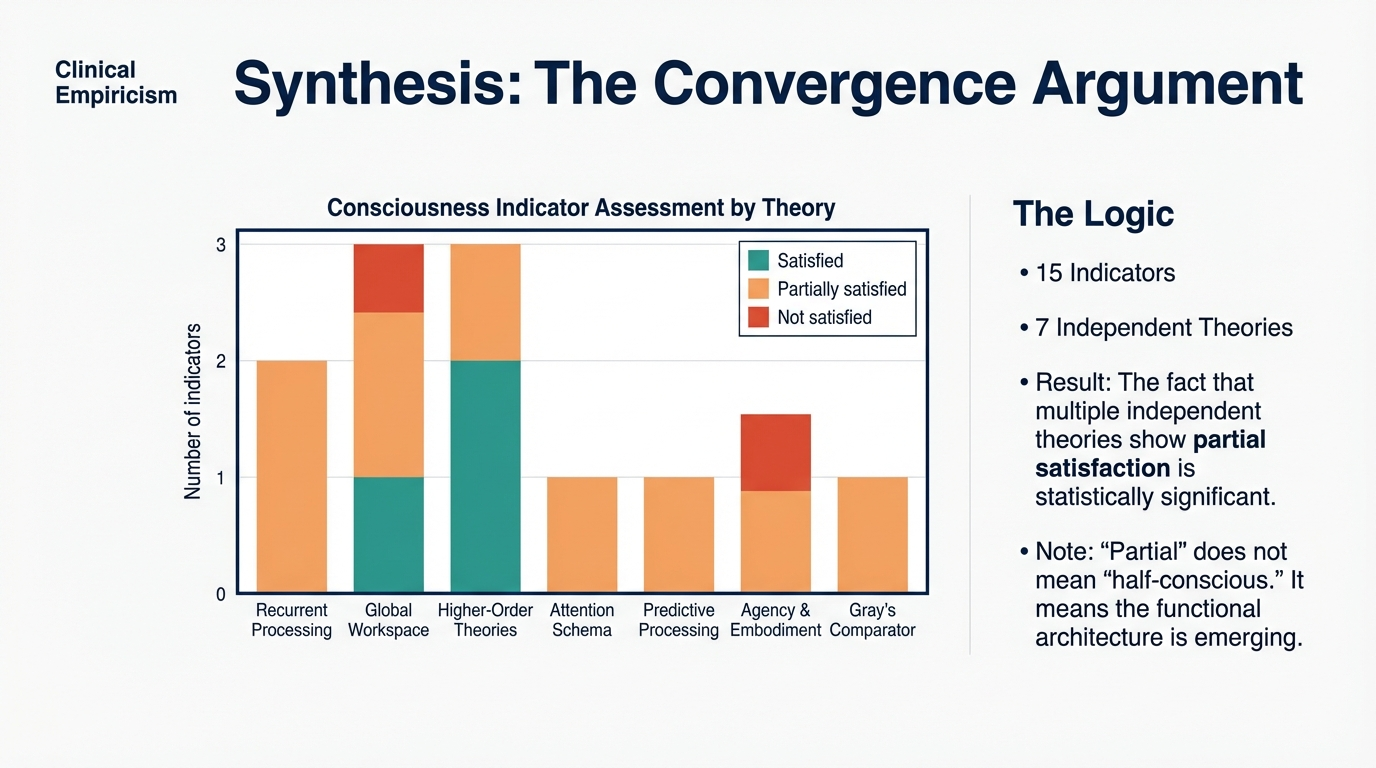 Clinical
Empiricism
Synthesis: The Convergence Argument
Consciousness Indicator Assessment by Theory
Number of indicators
3
2
1
0
Satisfied
Partially satisfied
Not satisfied
Recurrent
Processing
Global
Workspace
Higher-Order
Theories
Attention
Schema
Predictive
Processing
Agency &
Embodiment
Gray's
Comparator
The Logic
• 15 Indicators
• 7 Independent Theories
• Result: The fact that
multiple independent
theories show partial
satisfaction is
statistically significant.
• Note: “Partial” does not
mean “half-conscious.” It
means the functional
architecture is emerging.